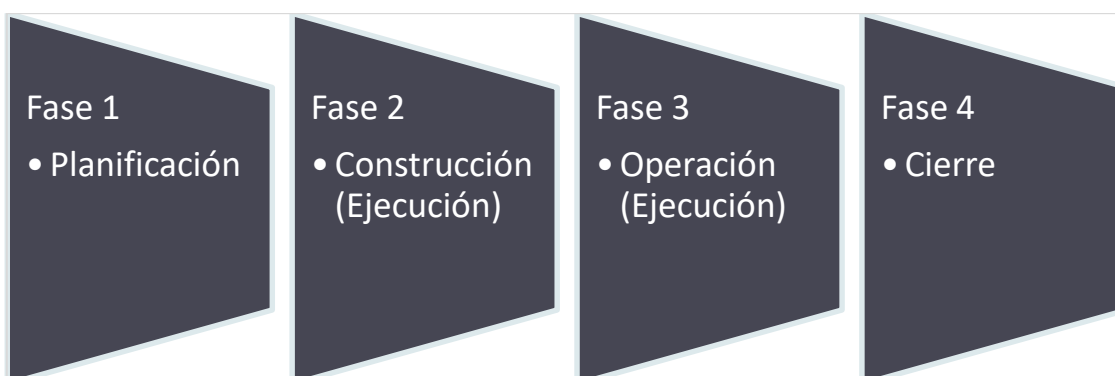 Fase 1
• Planificación
Fase 2
• Construcción
(Ejecución)
Fase 3
• Operación
(Ejecución)
Fase 4
• Cierre